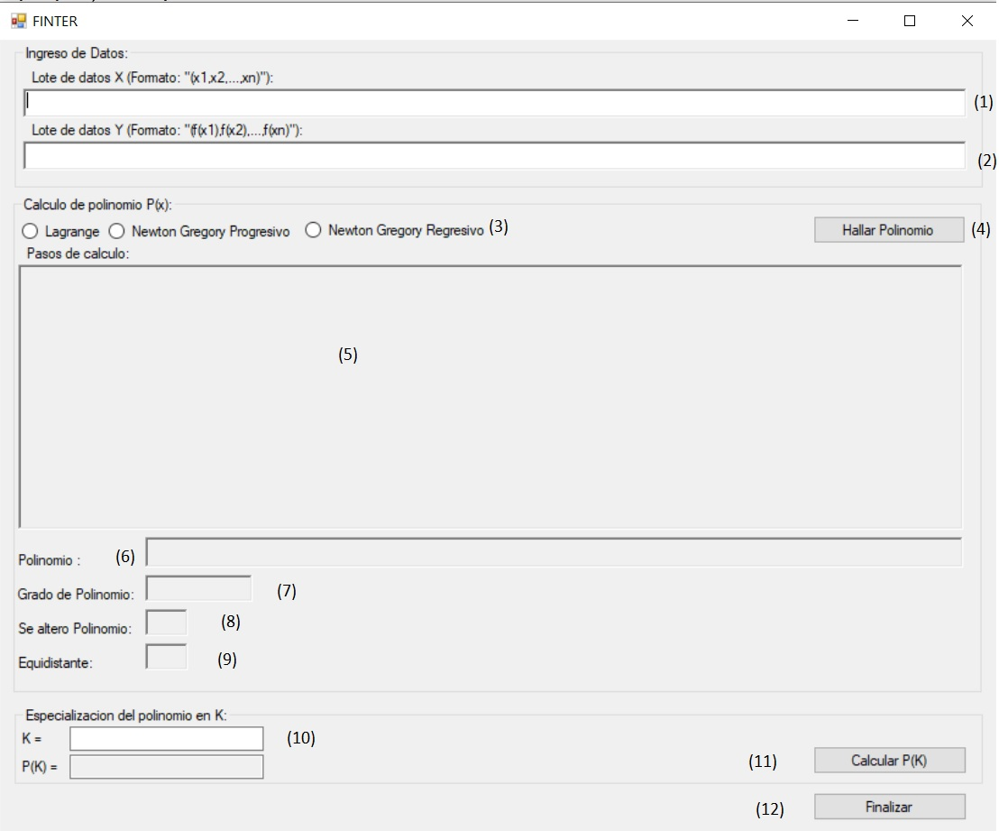 FINTER
Ingreso de Datos:
Lote de datos X (Formato: "(x1,x2,...,xn)"):
(1)
Lote de datos Y (Formato: "(f(x1),f(x2),...,f(xn)"):
(2)
Calculo de polinomio P(x):
Lagrange Newton Gregory Progresivo Newton Gregory Regresivo (3) Hallar Polinomio (4)
Pasos de calculo:
(5)
Polinomio : (6)
Grado de Polinomio: (7)
Se altero Polinomio: (8)
Equidistante: (9)
Especializacion del polinomio en K:
K = (10)
P(K) = (11) Calcular P(K)
(12) Finalizar